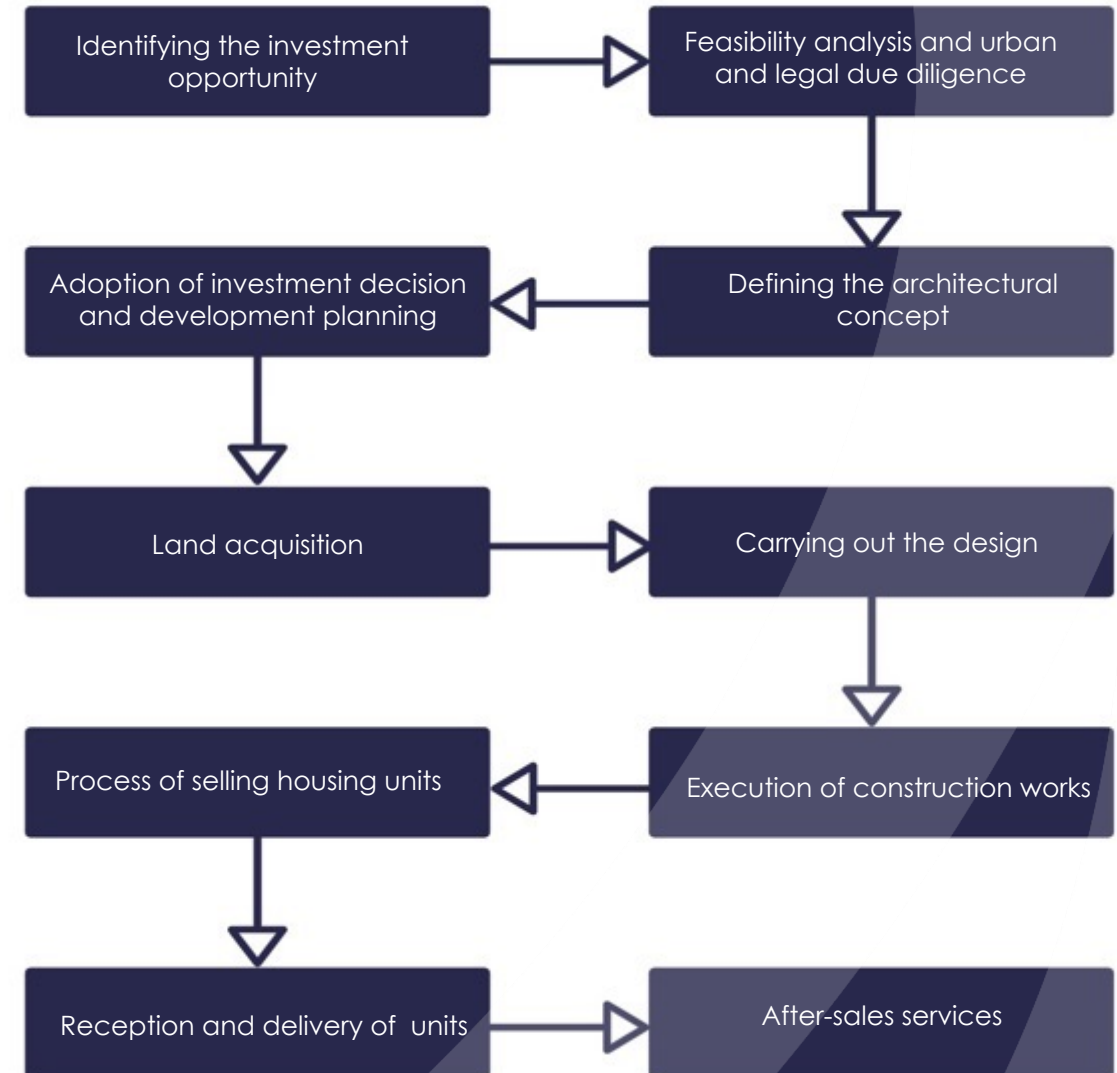 Identifying the investment
opportunity
Feasibility analysis and urban
and legal due diligence
Defining the architectural
concept
Adoption of investment decision
and development planning
Land acquisition
Carrying out the design
Execution of construction works
Process of selling housing units
Reception and delivery of units
After-sales services